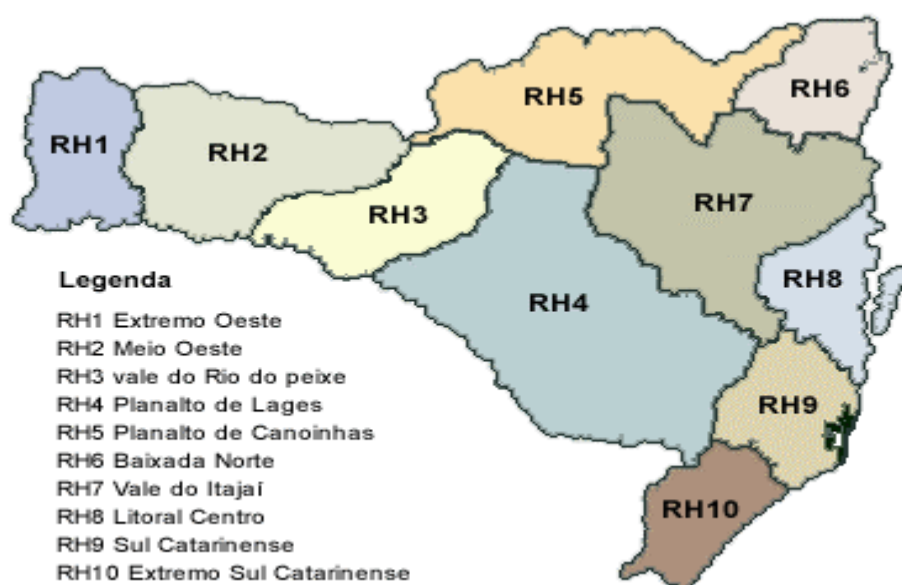 RH1
RH2
RH3
RH4
RH5
RH6
RH7
RH8
RH9
RH10
Legenda
RH1 Extremo Oeste
RH2 Meio Oeste
RH3 vale do Rio do peixe
RH4 Planalto de Lages
RH5 Planalto de Canoinhas
RH6 Baixada Norte
RH7 Vale do Itajaí
RH8 Litoral Centro
RH9 Sul Catarinense
RH10 Extremo Sul Catarinense